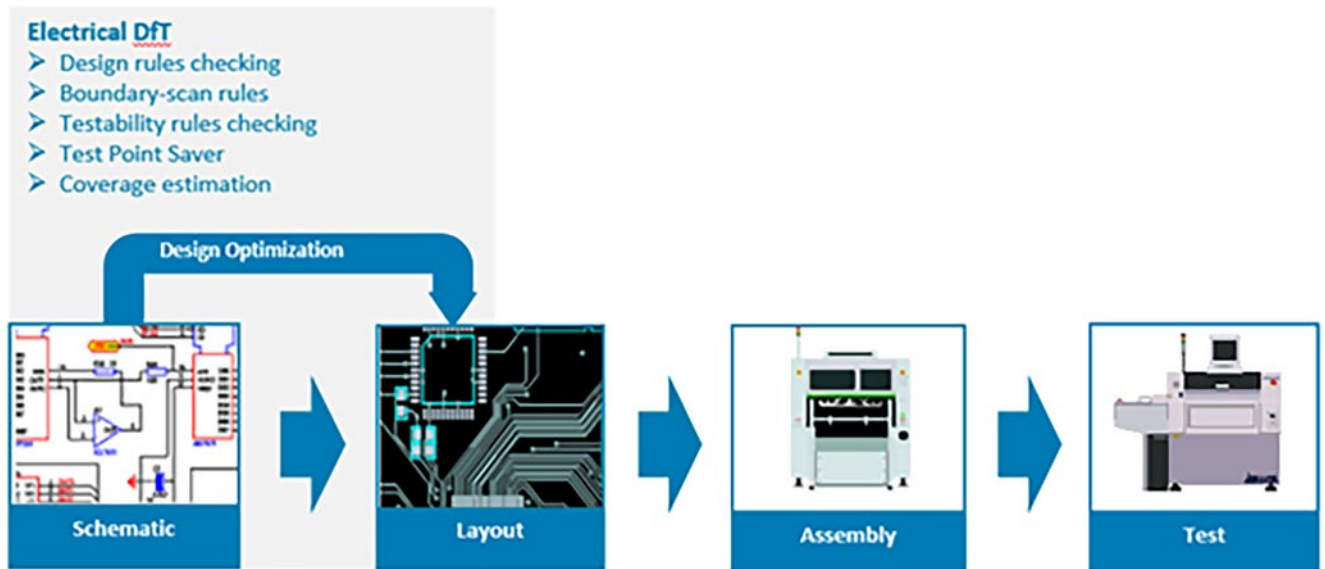 Electrical DfT
➤ Design rules checking
➤ Boundary-scan rules
➤ Testability rules checking
➤ Test Point Saver
➤ Coverage estimation
Design Optimization
Schematic
Layout
Assembly
Test